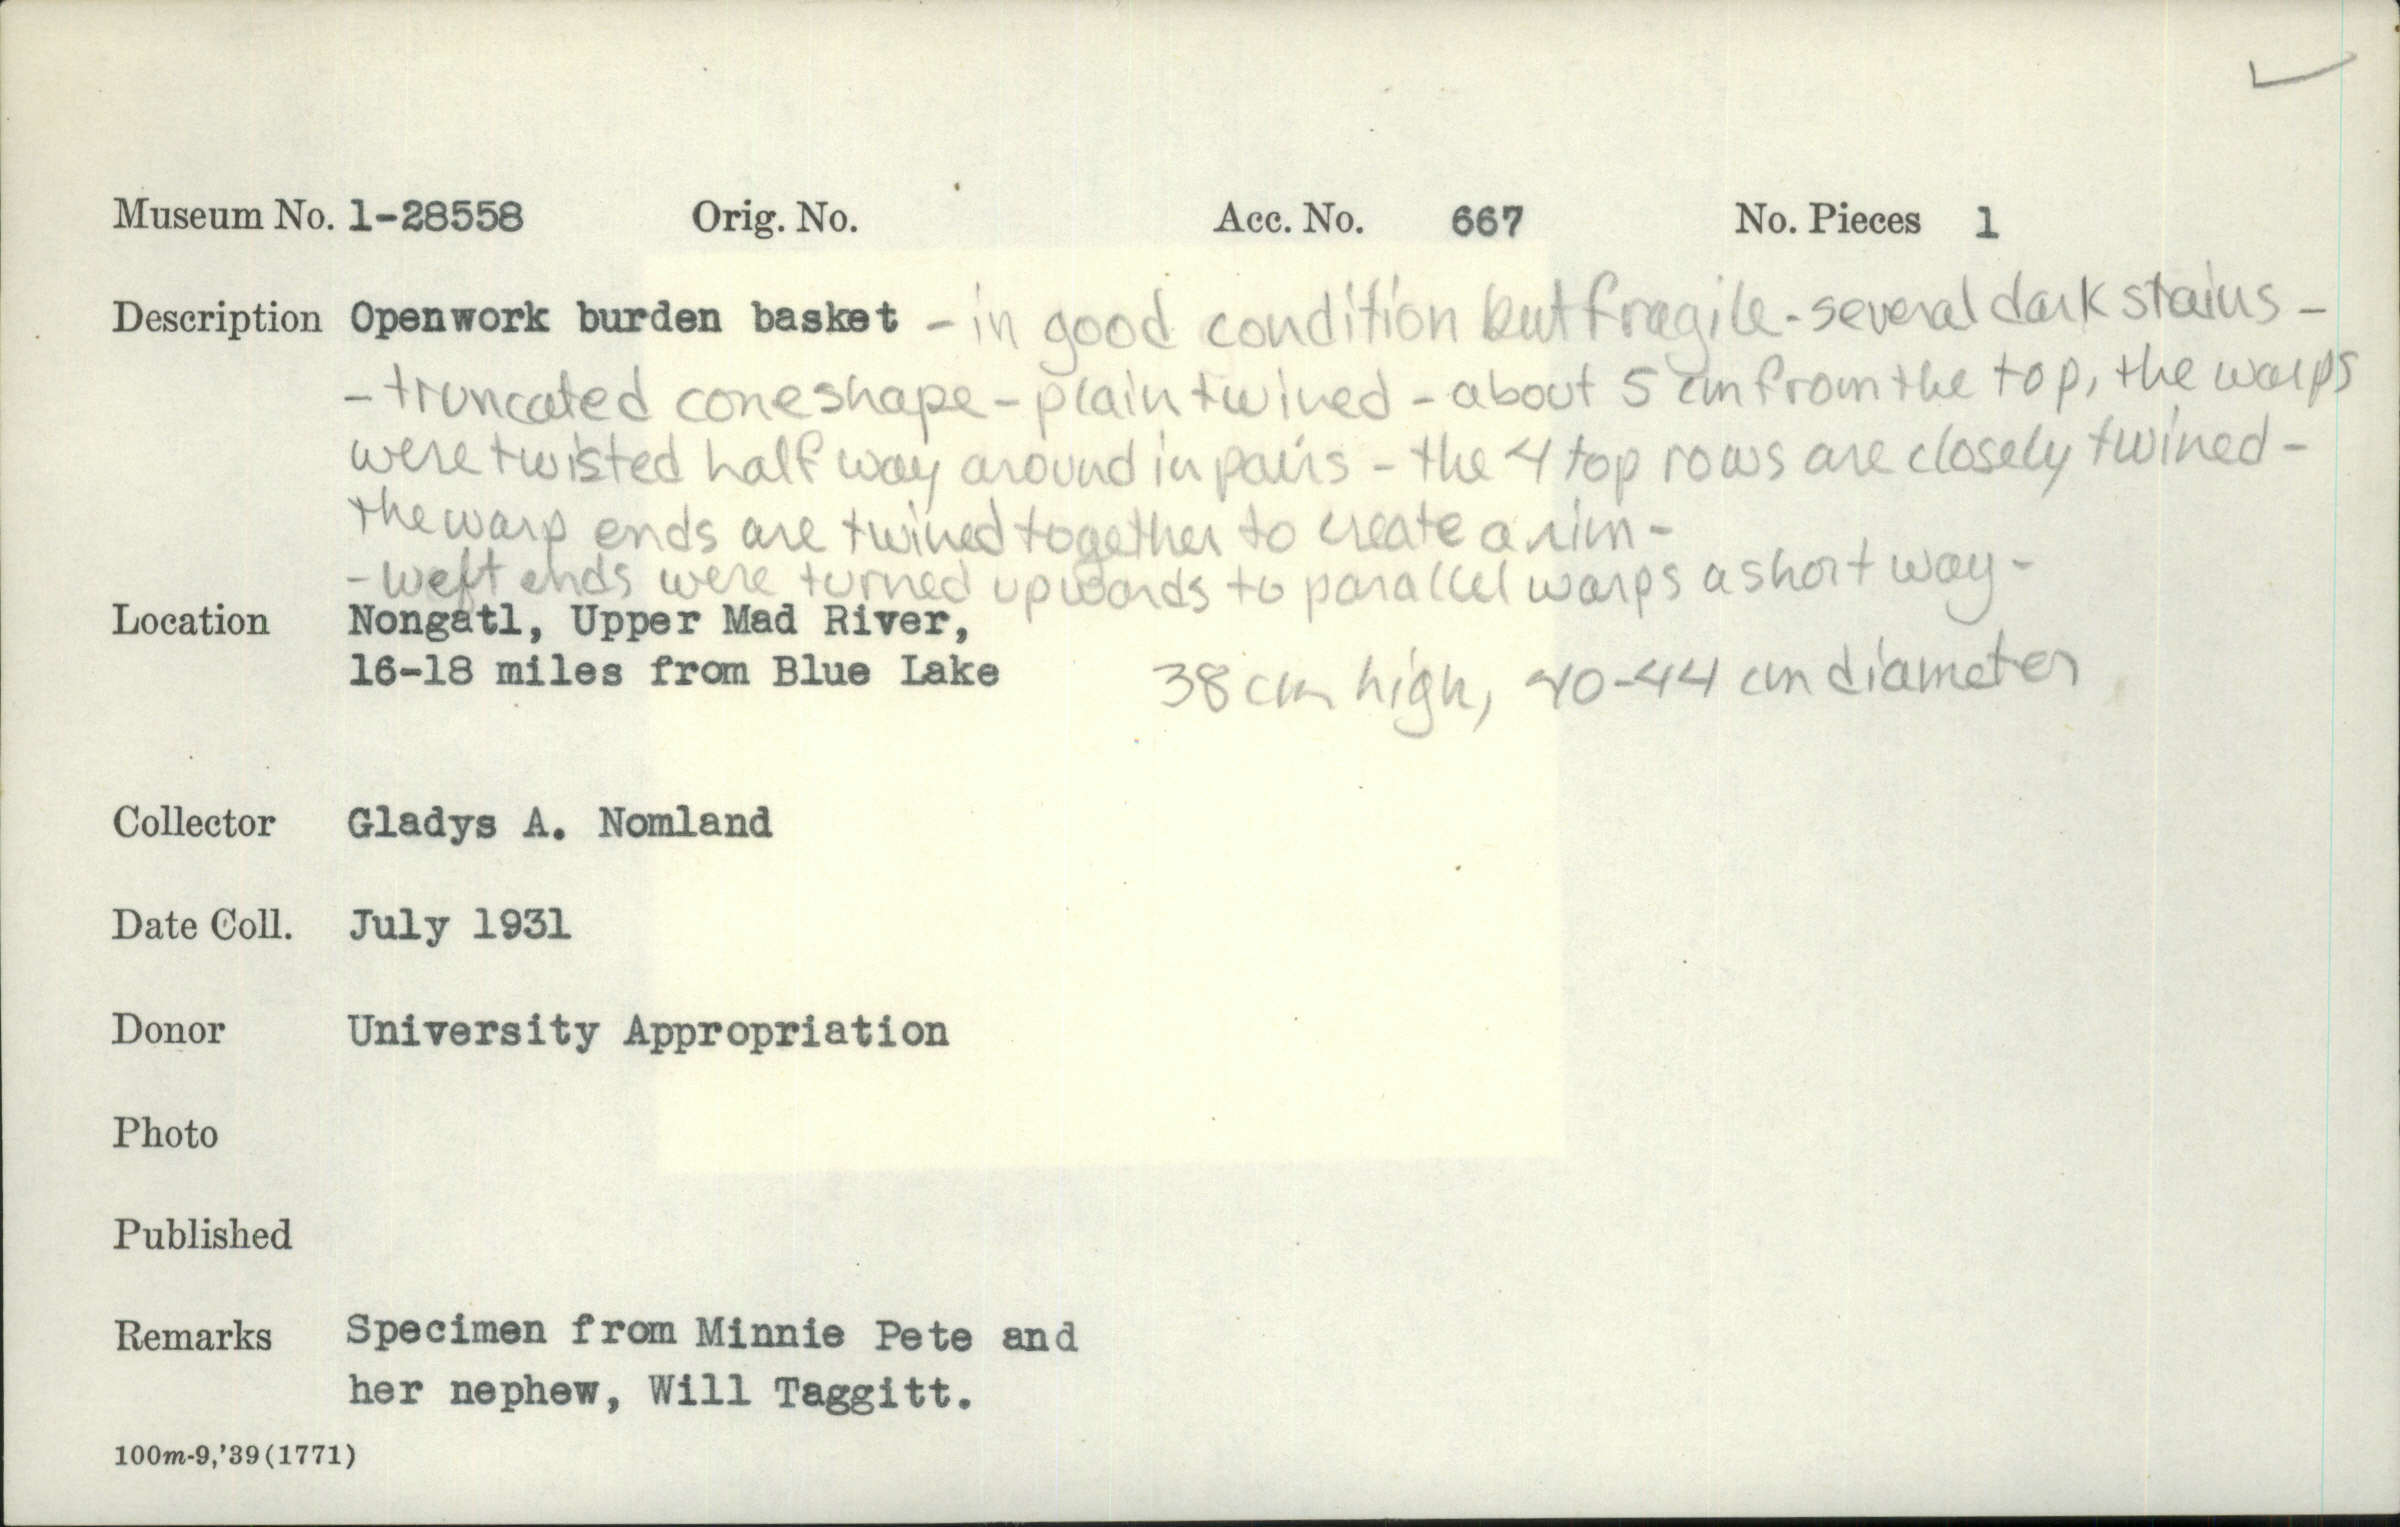 Museum No. 1-28558 Orig. No. Acc. No. 667 No. Pieces 1
Description Openwork burden basket - in good condition but fragile - several dark stains -
- truncated cone shape - plain twined - about 5 cm from the top, the warps
were twisted half way around in pairs - the 4 top rows are closely twined -
the warp ends are twined together to create a rim -
- weft ends were turned upwards to parallel warps a short way -
Location Nongatl, Upper Mad River,
16-18 miles from Blue Lake 38 cm high, 40-44 cm diameter
Collector Gladys A. Nomland
Date Coll. July 1931
Donor University Appropriation
Photo
Published
Remarks Specimen from Minnie Pete and
her nephew, Will Taggitt.
100m-9,'39(1771)